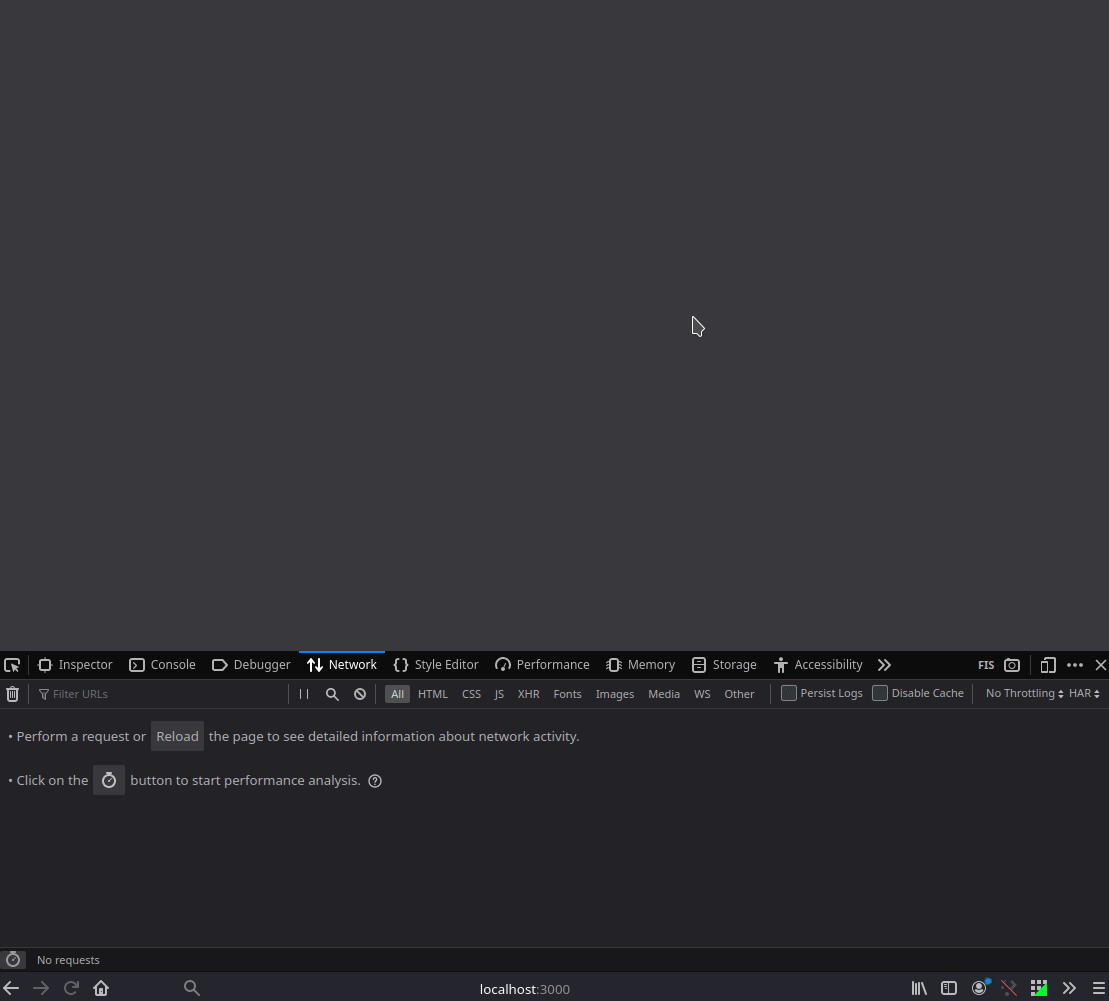 Inspector Console Debugger Network Style Editor Performance Memory Storage Accessibility FIS
Filter URLs All HTML CSS JS XHR Fonts Images Media WS Other Persist Logs Disable Cache No Throttling HAR
• Perform a request or Reload the page to see detailed information about network activity.
• Click on the button to start performance analysis.
No requests
localhost:3000